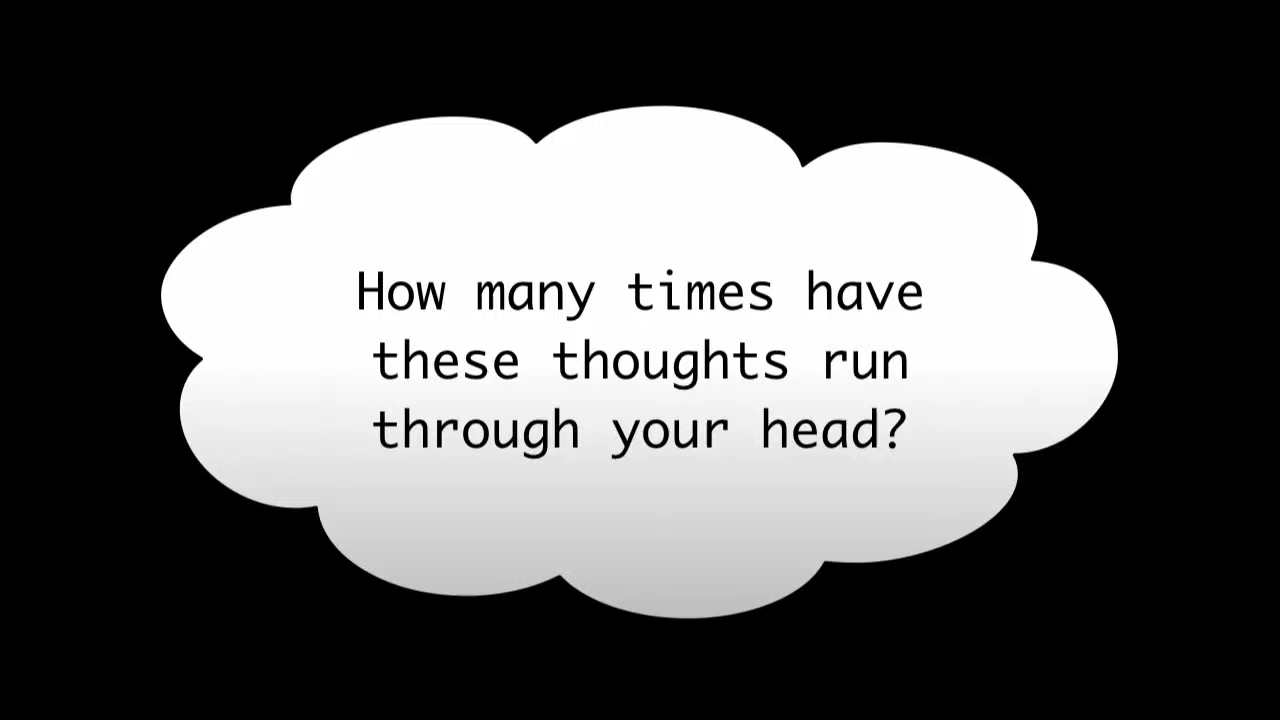 How many times have
these thoughts run
through your head?